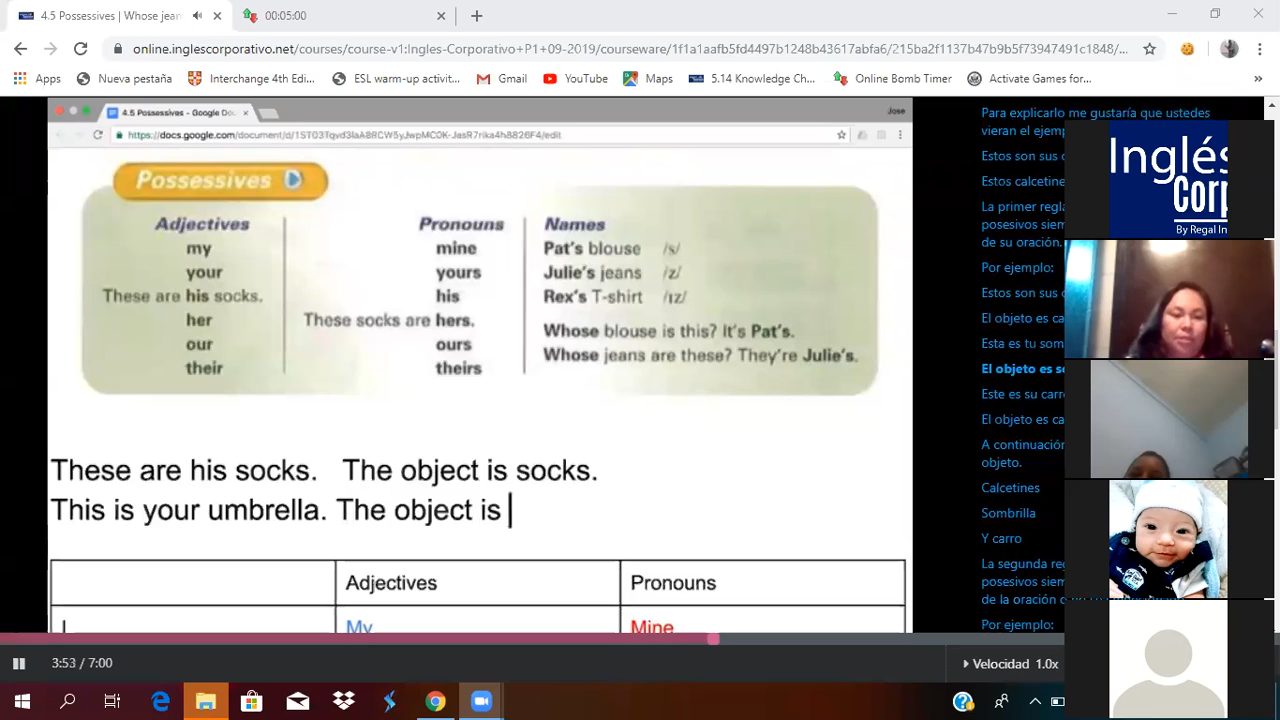 4.5 Possessives | Whose jean
00:05:00
online.inglescorporativo.net/courses/course-v1:Ingles-Corporativo+P1+09-2019/courseware/1f1a1aafb5fd4497b1248b43617abfa6/215ba2f1137b47b9b5f73947491c1848/...
Apps
Nueva pestaña
Interchange 4th Edi...
ESL warm-up activit...
Gmail
YouTube
Maps
5.14 Knowledge Ch...
Online Bomb Timer
Activate Games for...
4.5 Possessives - Google Do
Jose
Possessives
Adjectives
my
your
These are his socks.
her
our
their
Pronouns
mine
yours
his
These socks are hers.
ours
theirs
Names
Pat's blouse /s/
Julie's jeans /z/
Rex's T-shirt /ɪz/
Whose blouse is this? It's Pat's.
Whose jeans are these? They're Julie's.
These are his socks. The object is socks.
This is your umbrella. The object is
Adjectives Pronouns
I My Mine
3:53 / 7:00
Velocidad 1.0x
Para explicarlo me gustaría que ustedes
vieran el ejem
Estos son sus
Estos calcetine
La primer regla
posesivos siem
de su oración.
Por ejemplo:
Estos son sus
El objeto es ca
Esta es tu som
El objeto es s
Este es su carr
El objeto es ca
A continuación
objeto.
Calcetines
Sombrilla
Y carro
La segunda re
posesivos siem
de la oración
Por ejemplo:
Inglés
Corp
By Regal In